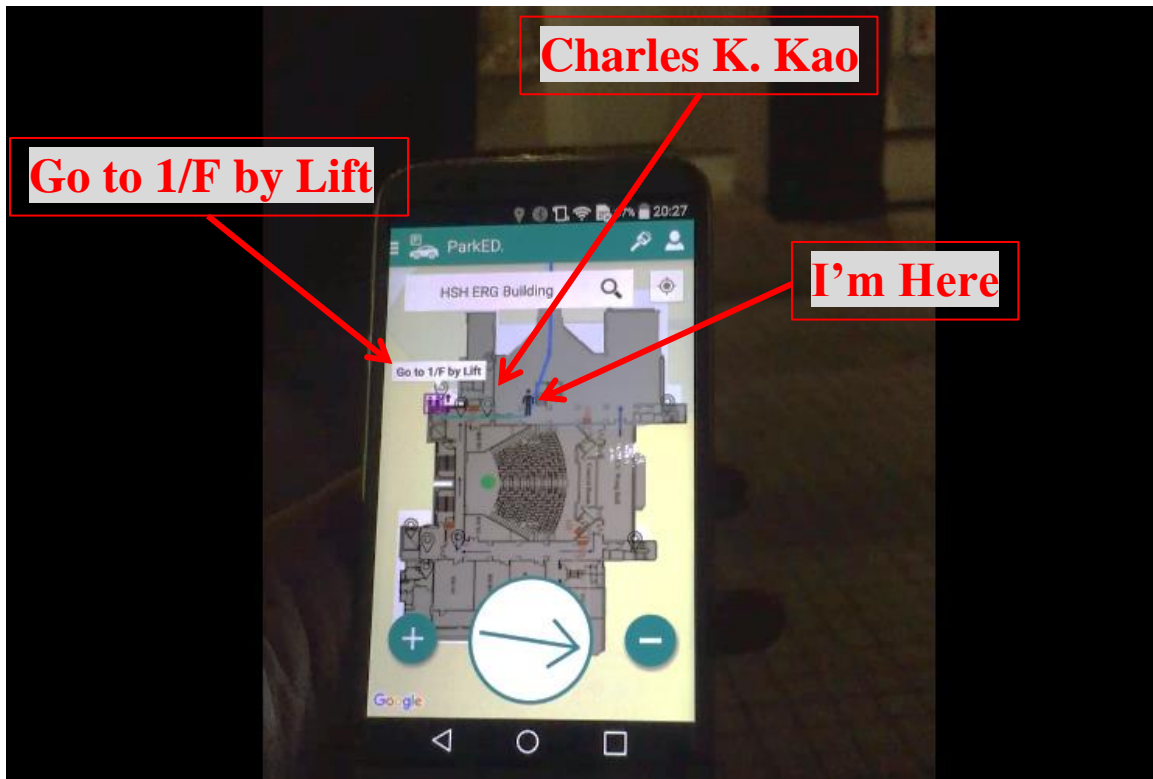 Charles K. Kao
Go to 1/F by Lift
I’m Here
20:27
ParkED.
HSH ERG Building
Go to 1/F by Lift
Google